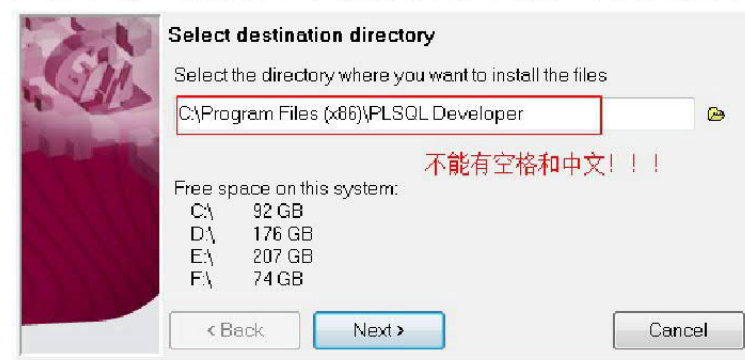 Select destination directory
Select the directory where you want to install the files
C:\Program Files (x86)\PLSQL Developer
不能有空格和中文！！！
Free space on this system:
C:\ 92 GB
D:\ 176 GB
E:\ 207 GB
F:\ 74 GB
< Back Next > Cancel